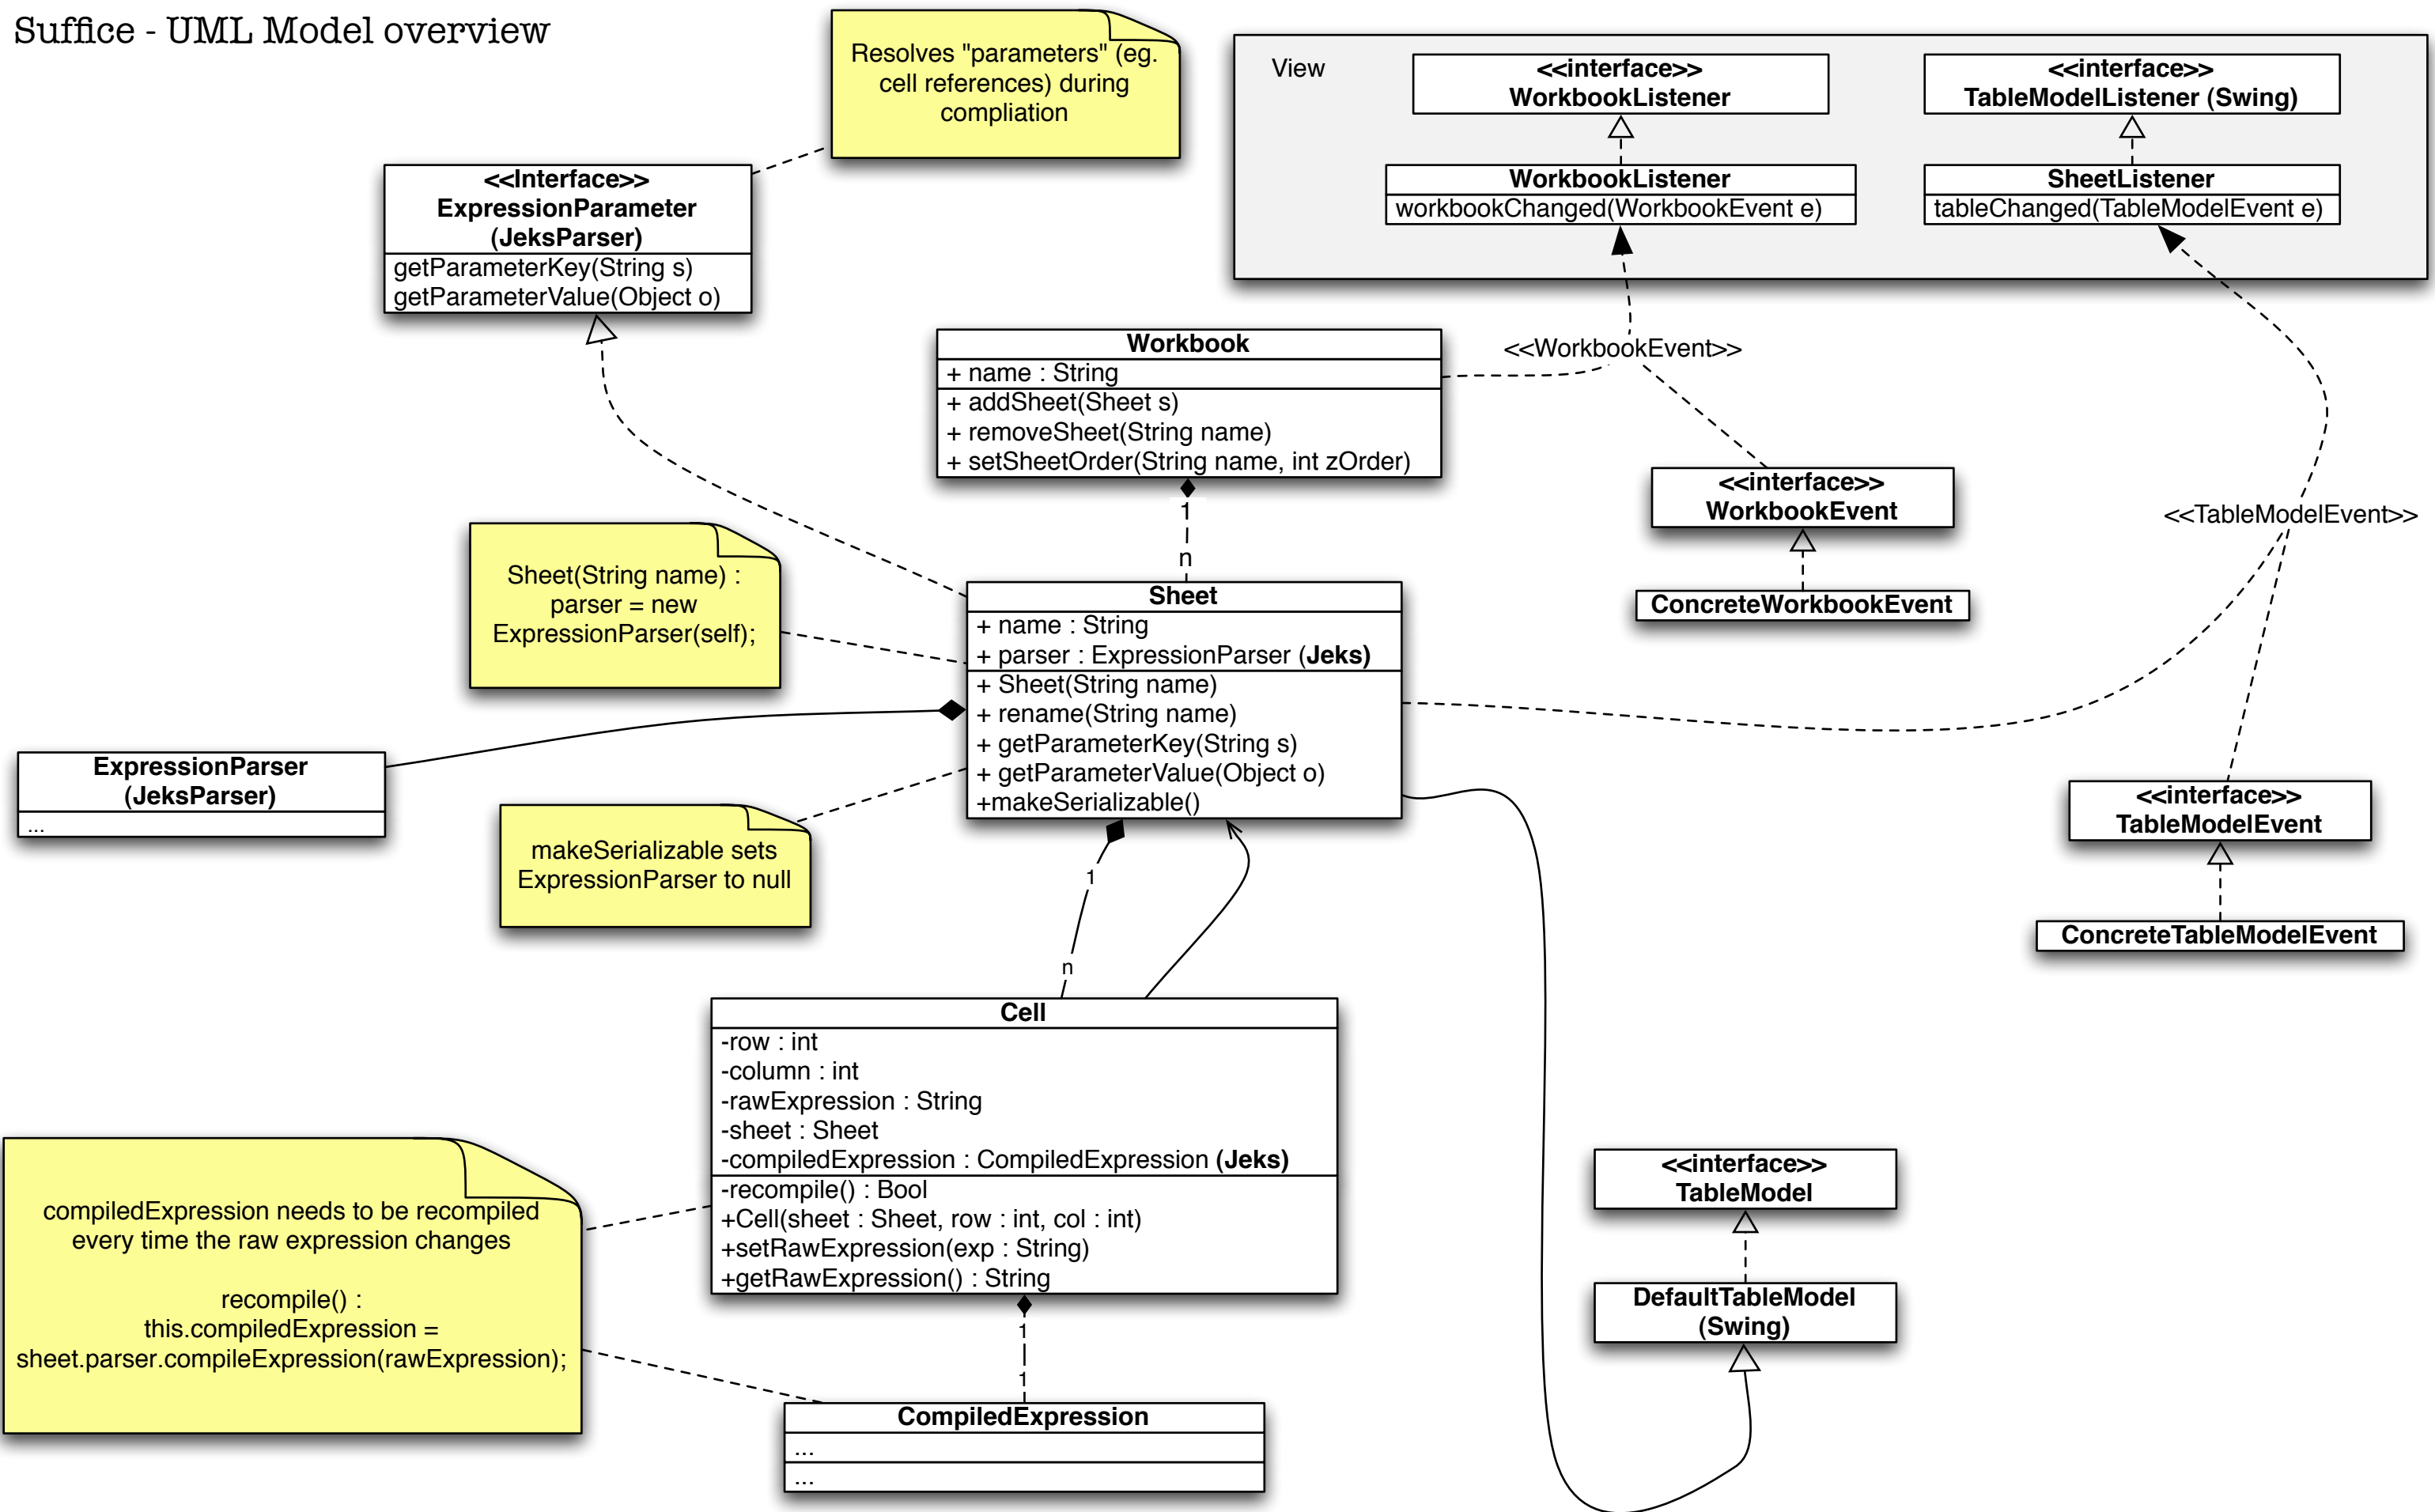 Suffice - UML Model overview
Resolves "parameters" (eg.
cell references) during
compliation
View
<<interface>>
WorkbookListener
<<interface>>
TableModelListener (Swing)
WorkbookListener
workbookChanged(WorkbookEvent e)
SheetListener
tableChanged(TableModelEvent e)
<<Interface>>
ExpressionParameter
(JeksParser)
getParameterKey(String s)
getParameterValue(Object o)
Workbook
+ name : String
+ addSheet(Sheet s)
+ removeSheet(String name)
+ setSheetOrder(String name, int zOrder)
<<WorkbookEvent>>
<<interface>>
WorkbookEvent
ConcreteWorkbookEvent
<<TableModelEvent>>
1
n
Sheet(String name) :
parser = new
ExpressionParser(self);
Sheet
+ name : String
+ parser : ExpressionParser (Jeks)
+ Sheet(String name)
+ rename(String name)
+ getParameterKey(String s)
+ getParameterValue(Object o)
+makeSerializable()
ExpressionParser
(JeksParser)
...
makeSerializable sets
ExpressionParser to null
<<interface>>
TableModelEvent
ConcreteTableModelEvent
1
n
Cell
-row : int
-column : int
-rawExpression : String
-sheet : Sheet
-compiledExpression : CompiledExpression (Jeks)
-recompile() : Bool
+Cell(sheet : Sheet, row : int, col : int)
+setRawExpression(exp : String)
+getRawExpression() : String
compiledExpression needs to be recompiled
every time the raw expression changes
recompile() :
this.compiledExpression =
sheet.parser.compileExpression(rawExpression);
1
1
CompiledExpression
...
...
<<interface>>
TableModel
DefaultTableModel
(Swing)